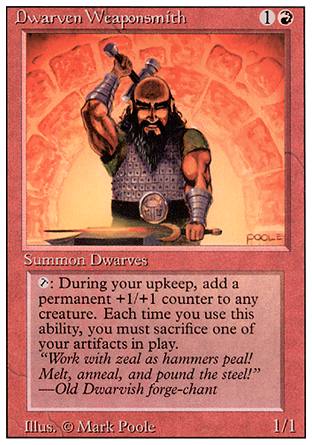 Dwarven Weaponsmith 1
POOLE
Summon Dwarves
: During your upkeep, add a
permanent +1/+1 counter to any
creature. Each time you use this
ability, you must sacrifice one of
your artifacts in play.
“Work with zeal as hammers peal!
Melt, anneal, and pound the steel!”
—Old Dwarvish forge-chant
Illus. © Mark Poole 1/1